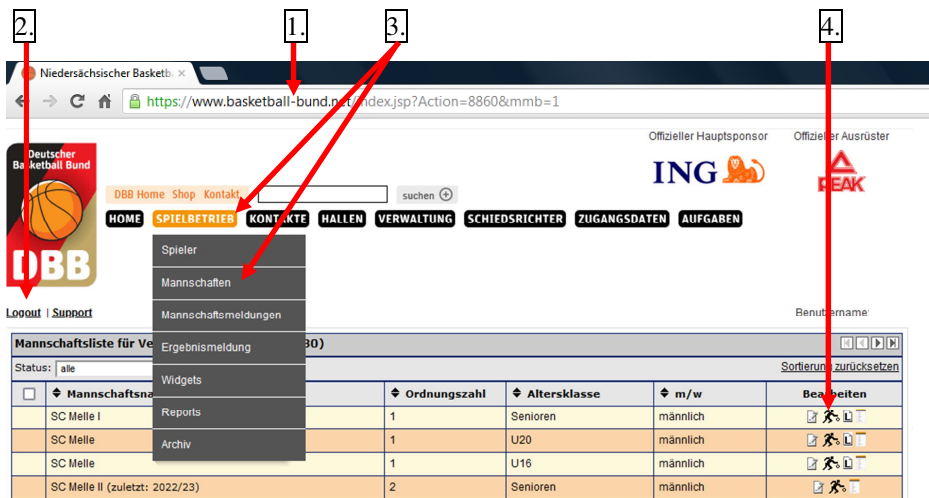 2. 1. 3. 4.
Niedersächsischer Basketb
https://www.basketball-bund.net/index.jsp?Action=8860&mmb=1
Offizieller Hauptsponsor Offizieller Ausrüster
Deutscher
Basketball Bund
ING
PEAK
DBB Home Shop Kontakt suchen
HOME SPIELBETRIEB KONTAKTE HALLEN VERWALTUNG SCHIEDSRICHTER ZUGANGSDATEN AUFGABEN
DBB
Spieler
Mannschaften
Mannschaftsmeldungen
Ergebnismeldung
Widgets
Reports
Archiv
Logout | Support Benutzername:
Mannschaftsliste für Ve 80)
Status: alle Sortierung zurücksetzen
Mannschaftsna Ordnungszahl Altersklasse m/w Bearbeiten
SC Melle I 1 Senioren männlich
SC Melle 1 U20 männlich
SC Melle 1 U16 männlich
SC Melle II (zuletzt: 2022/23) 2 Senioren männlich